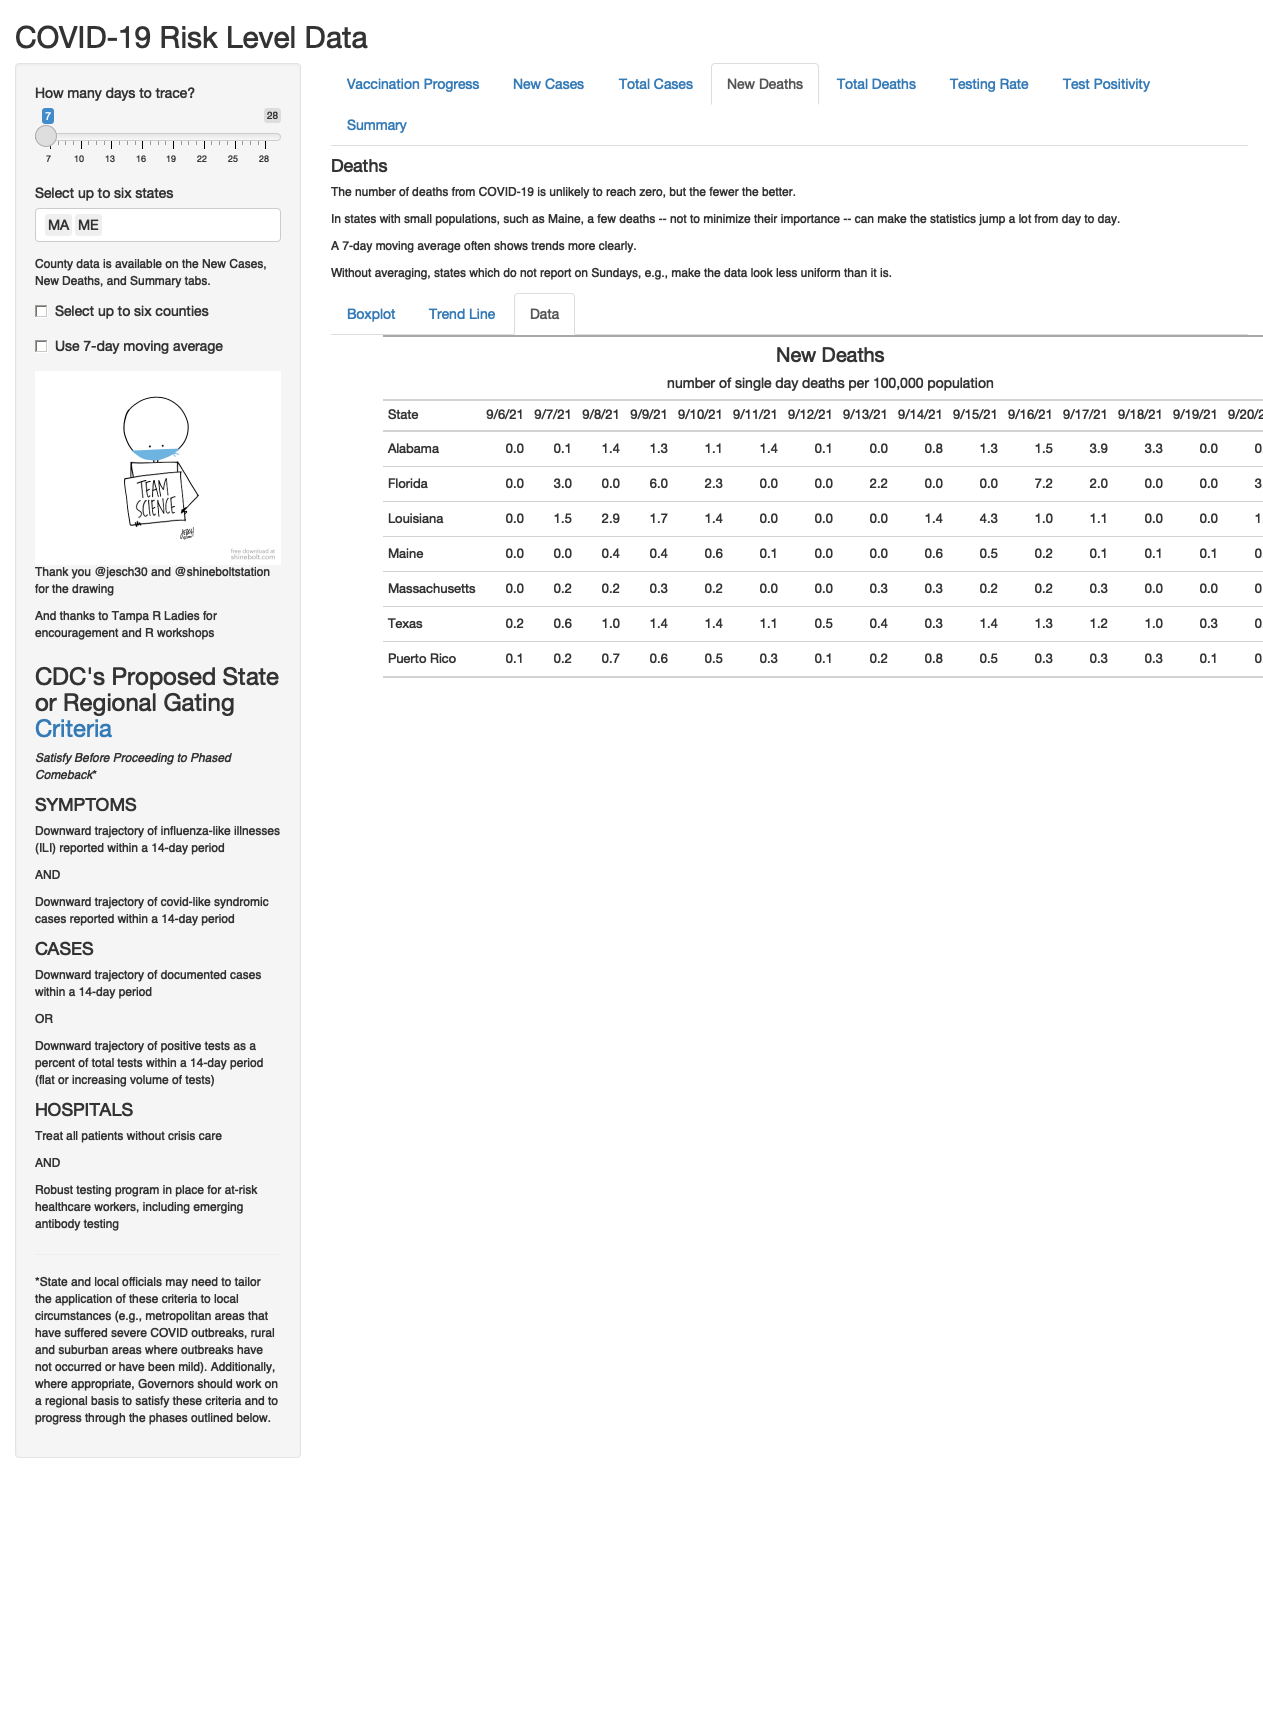 COVID-19 Risk Level Data
How many days to trace?
7 28
7 10 13 16 19 22 25 28
Select up to six states
MA ME
County data is available on the New Cases,
New Deaths, and Summary tabs.
Select up to six counties
Use 7-day moving average
TEAM
SCIENCE
free download at
shinebolt.com
Thank you @jesch30 and @shineboltstation
for the drawing
And thanks to Tampa R Ladies for
encouragement and R workshops
CDC's Proposed State
or Regional Gating
Criteria
Satisfy Before Proceeding to Phased
Comeback*
SYMPTOMS
Downward trajectory of influenza-like illnesses
(ILI) reported within a 14-day period
AND
Downward trajectory of covid-like syndromic
cases reported within a 14-day period
CASES
Downward trajectory of documented cases
within a 14-day period
OR
Downward trajectory of positive tests as a
percent of total tests within a 14-day period
(flat or increasing volume of tests)
HOSPITALS
Treat all patients without crisis care
AND
Robust testing program in place for at-risk
healthcare workers, including emerging
antibody testing
*State and local officials may need to tailor
the application of these criteria to local
circumstances (e.g., metropolitan areas that
have suffered severe COVID outbreaks, rural
and suburban areas where outbreaks have
not occurred or have been mild). Additionally,
where appropriate, Governors should work on
a regional basis to satisfy these criteria and to
progress through the phases outlined below.
Vaccination Progress New Cases Total Cases New Deaths Total Deaths Testing Rate Test Positivity
Summary
Deaths
The number of deaths from COVID-19 is unlikely to reach zero, but the fewer the better.
In states with small populations, such as Maine, a few deaths -- not to minimize their importance -- can make the statistics jump a lot from day to day.
A 7-day moving average often shows trends more clearly.
Without averaging, states which do not report on Sundays, e.g., make the data look less uniform than it is.
Boxplot Trend Line Data
New Deaths
number of single day deaths per 100,000 population
State 9/6/21 9/7/21 9/8/21 9/9/21 9/10/21 9/11/21 9/12/21 9/13/21 9/14/21 9/15/21 9/16/21 9/17/21 9/18/21 9/19/21 9/20/2
Alabama 0.0 0.1 1.4 1.3 1.1 1.4 0.1 0.0 0.8 1.3 1.5 3.9 3.3 0.0 0.
Florida 0.0 3.0 0.0 6.0 2.3 0.0 0.0 2.2 0.0 0.0 7.2 2.0 0.0 0.0 3.
Louisiana 0.0 1.5 2.9 1.7 1.4 0.0 0.0 0.0 1.4 4.3 1.0 1.1 0.0 0.0 1.
Maine 0.0 0.0 0.4 0.4 0.6 0.1 0.0 0.0 0.6 0.5 0.2 0.1 0.1 0.1 0.
Massachusetts 0.0 0.2 0.2 0.3 0.2 0.0 0.0 0.3 0.3 0.2 0.2 0.3 0.0 0.0 0.
Texas 0.2 0.6 1.0 1.4 1.4 1.1 0.5 0.4 0.3 1.4 1.3 1.2 1.0 0.3 0.
Puerto Rico 0.1 0.2 0.7 0.6 0.5 0.3 0.1 0.2 0.8 0.5 0.3 0.3 0.3 0.1 0.